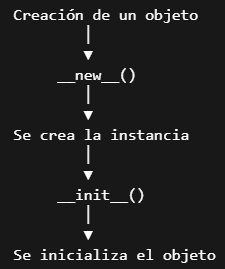 Creación de un objeto
__new__()
Se crea la instancia
__init__()
Se inicializa el objeto